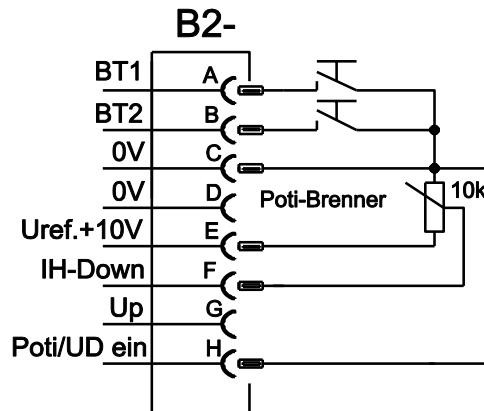 B2-
BT1 A
BT2 B
0V C
0V D Poti-Brenner 10k
Uref.+10V E
IH-Down F
Up G
Poti/UD ein H